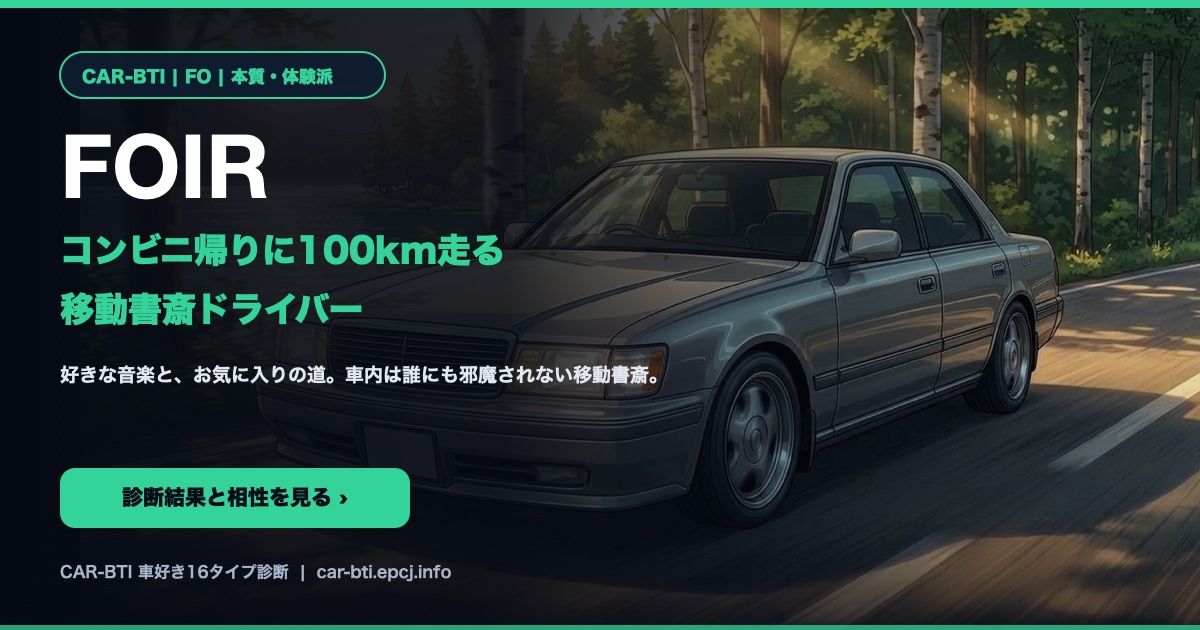 CAR-BTI | FO | 本質・体験派
FOIR
コンビニ帰りに100km走る
移動書斎ドライバー
好きな音楽と、お気に入りの道。車内は誰にも邪魔されない移動書斎。
診断結果と相性を見る ›
CAR-BTI 車好き16タイプ診断 | car-bti.epcj.info